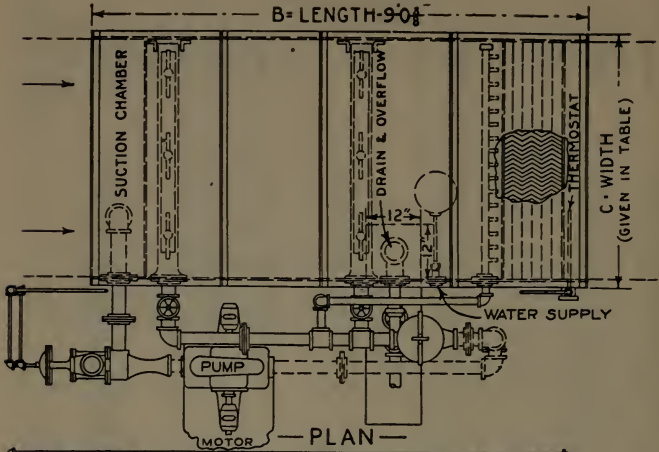 B=LENGTH-9'0⅜"
SUCTION CHAMBER
DRAIN & OVERFLOW
THERMOSTAT
C=WIDTH
(GIVEN IN TABLE)
12"
12"
WATER SUPPLY
PUMP
MOTOR
—PLAN—